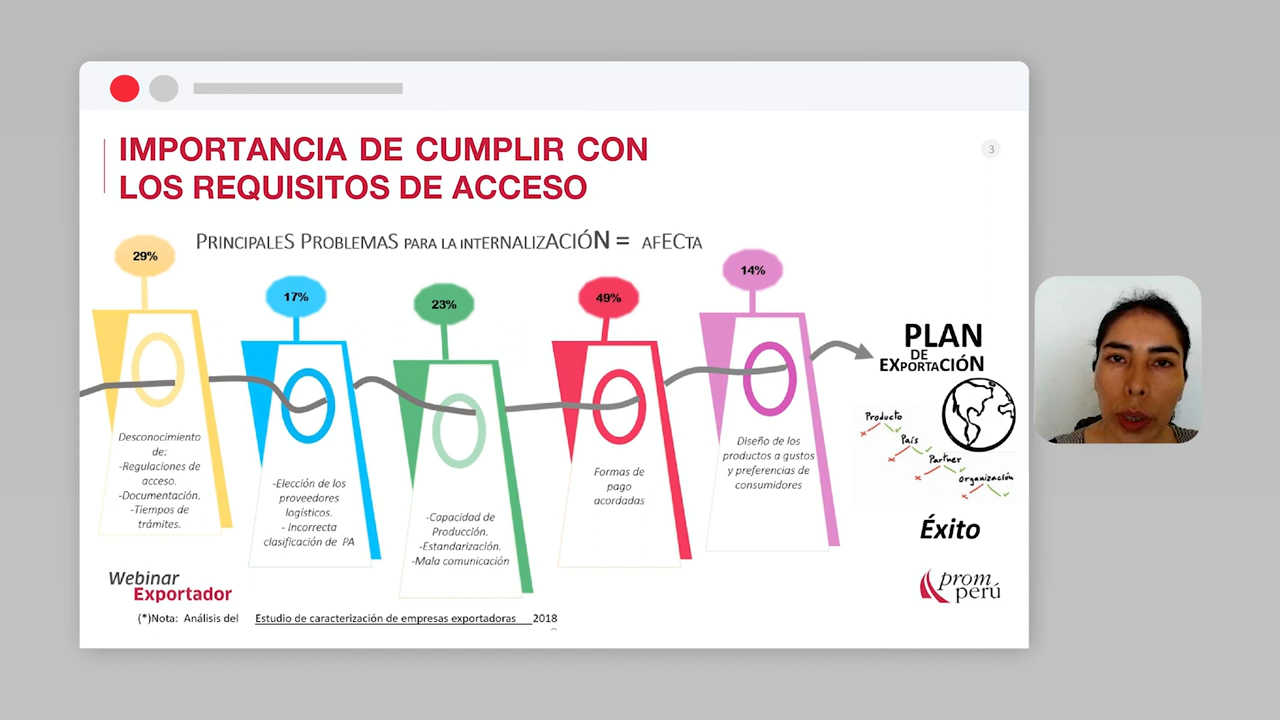 IMPORTANCIA DE CUMPLIR CON
LOS REQUISITOS DE ACCESO
3
PRINCIPALES PROBLEMAS PARA LA INTERNALIZACIÓN = AFECTA
29%
17%
23%
49%
14%
Desconocimiento
de:
-Regulaciones de
acceso.
-Documentación.
-Tiempos de
trámites.
-Elección de los
proveedores
logísticos.
- Incorrecta
clasificación de PA
-Capacidad de
Producción.
-Estandarización.
-Mala comunicación
Formas de
pago
acordadas
Diseño de los
productos a gustos
y preferencias de
consumidores
PLAN
DE
EXPORTACIÓN
Producto
País
Partner
organización
Éxito
Webinar
Exportador
prom
perú
(*)Nota: Análisis del Estudio de caracterización de empresas exportadoras 2018